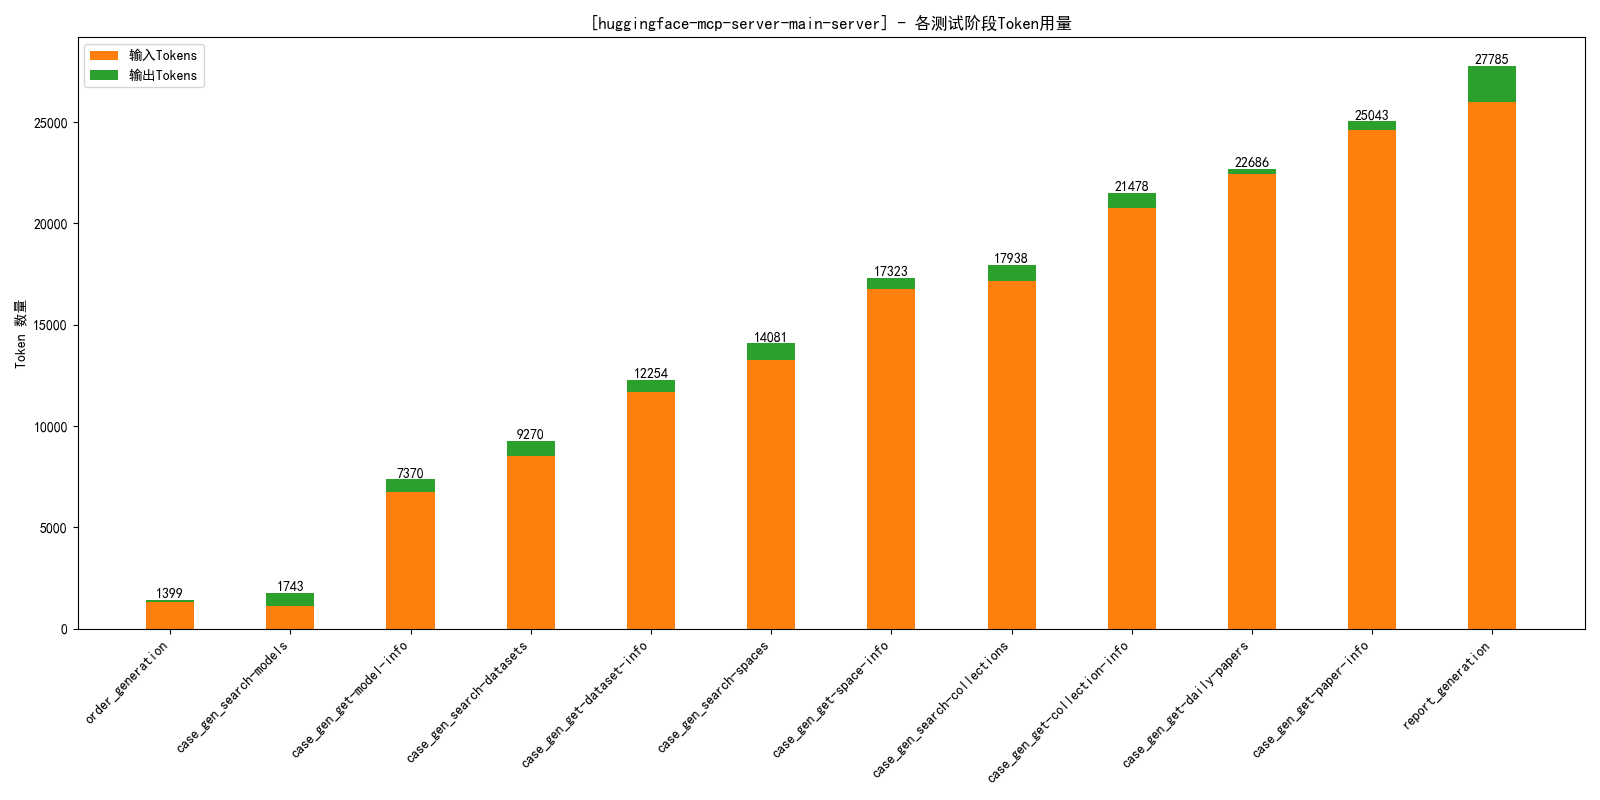 [huggingface-mcp-server-main-server] - 各测试阶段Token用量
输入Tokens
输出Tokens
Token 数量
25000
20000
15000
10000
5000
0
1399
1743
7370
9270
12254
14081
17323
17938
21478
22686
25043
27785
order_generation
case_gen_search-models
case_gen_get-model-info
case_gen_search-datasets
case_gen_get-dataset-info
case_gen_search-spaces
case_gen_get-space-info
case_gen_search-collections
case_gen_get-collection-info
case_gen_get-daily-papers
case_gen_get-paper-info
report_generation